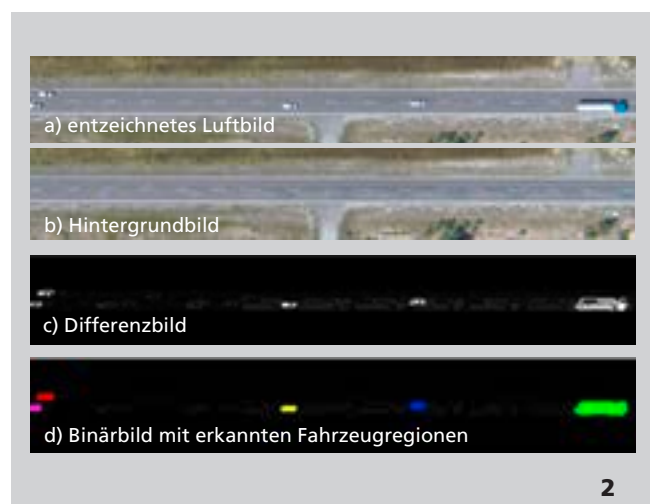 a) entzeichnetes Luftbild
b) Hintergrundbild
c) Differenzbild
d) Binärbild mit erkannten Fahrzeugregionen
2